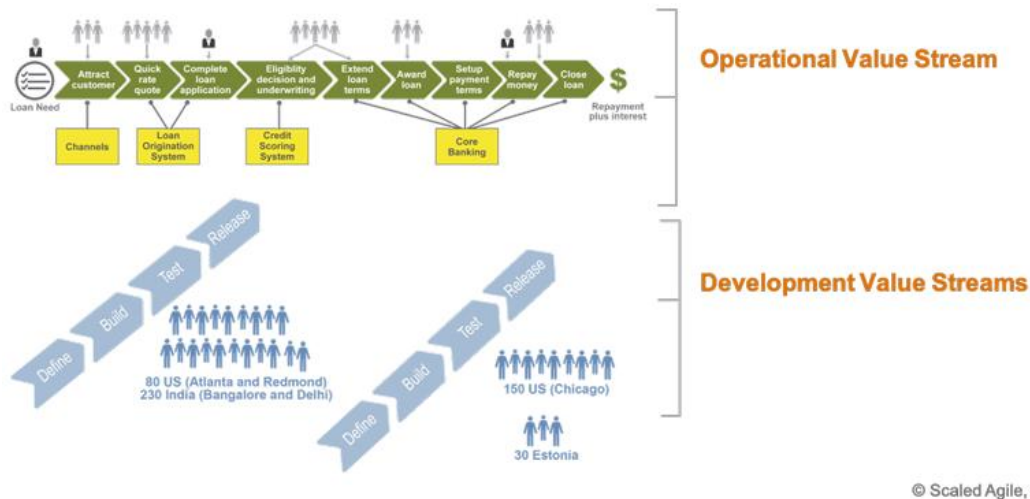 Operational Value Stream
Attract
customer
Quick
rate
quote
Complete
loan
application
Eligiblity
decision and
underwriting
Extend
loan
terms
Award
loan
Setup
payment
terms
Repay
money
Close
loan
$
Loan Need
Repayment
plus interest
Channels
Loan
Origination
System
Credit
Scoring
System
Core
Banking
Development Value Streams
Define
Build
Test
Release
80 US (Atlanta and Redmond)
230 India (Bangalore and Delhi)
Define
Build
Test
Release
150 US (Chicago)
30 Estonia
© Scaled Agile,